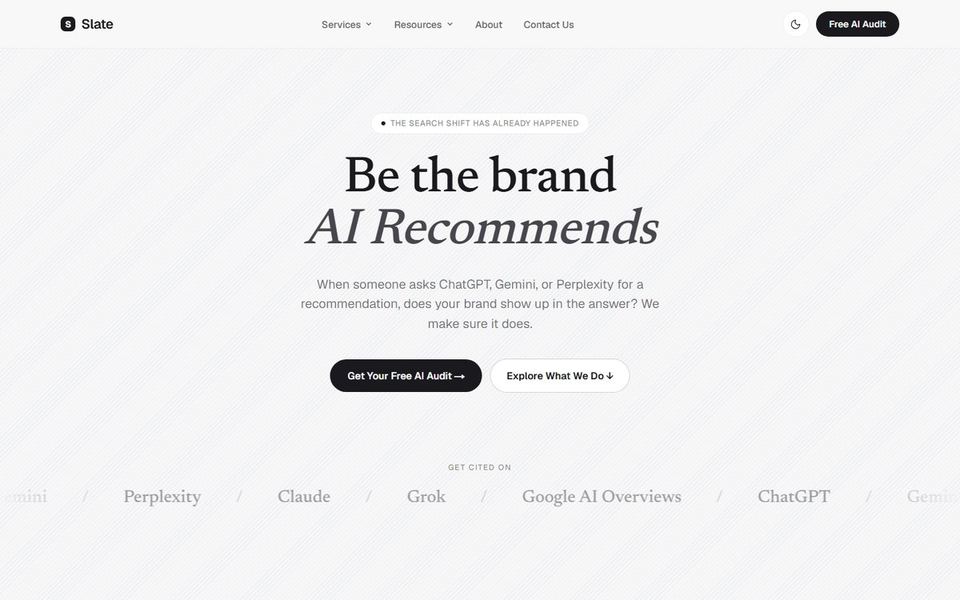 S Slate
Services
Resources
About
Contact Us
Free AI Audit
THE SEARCH SHIFT HAS ALREADY HAPPENED
Be the brand
AI Recommends
When someone asks ChatGPT, Gemini, or Perplexity for a
recommendation, does your brand show up in the answer? We
make sure it does.
Get Your Free AI Audit →
Explore What We Do ↓
GET CITED ON
emini / Perplexity / Claude / Grok / Google AI Overviews / ChatGPT / Gemin